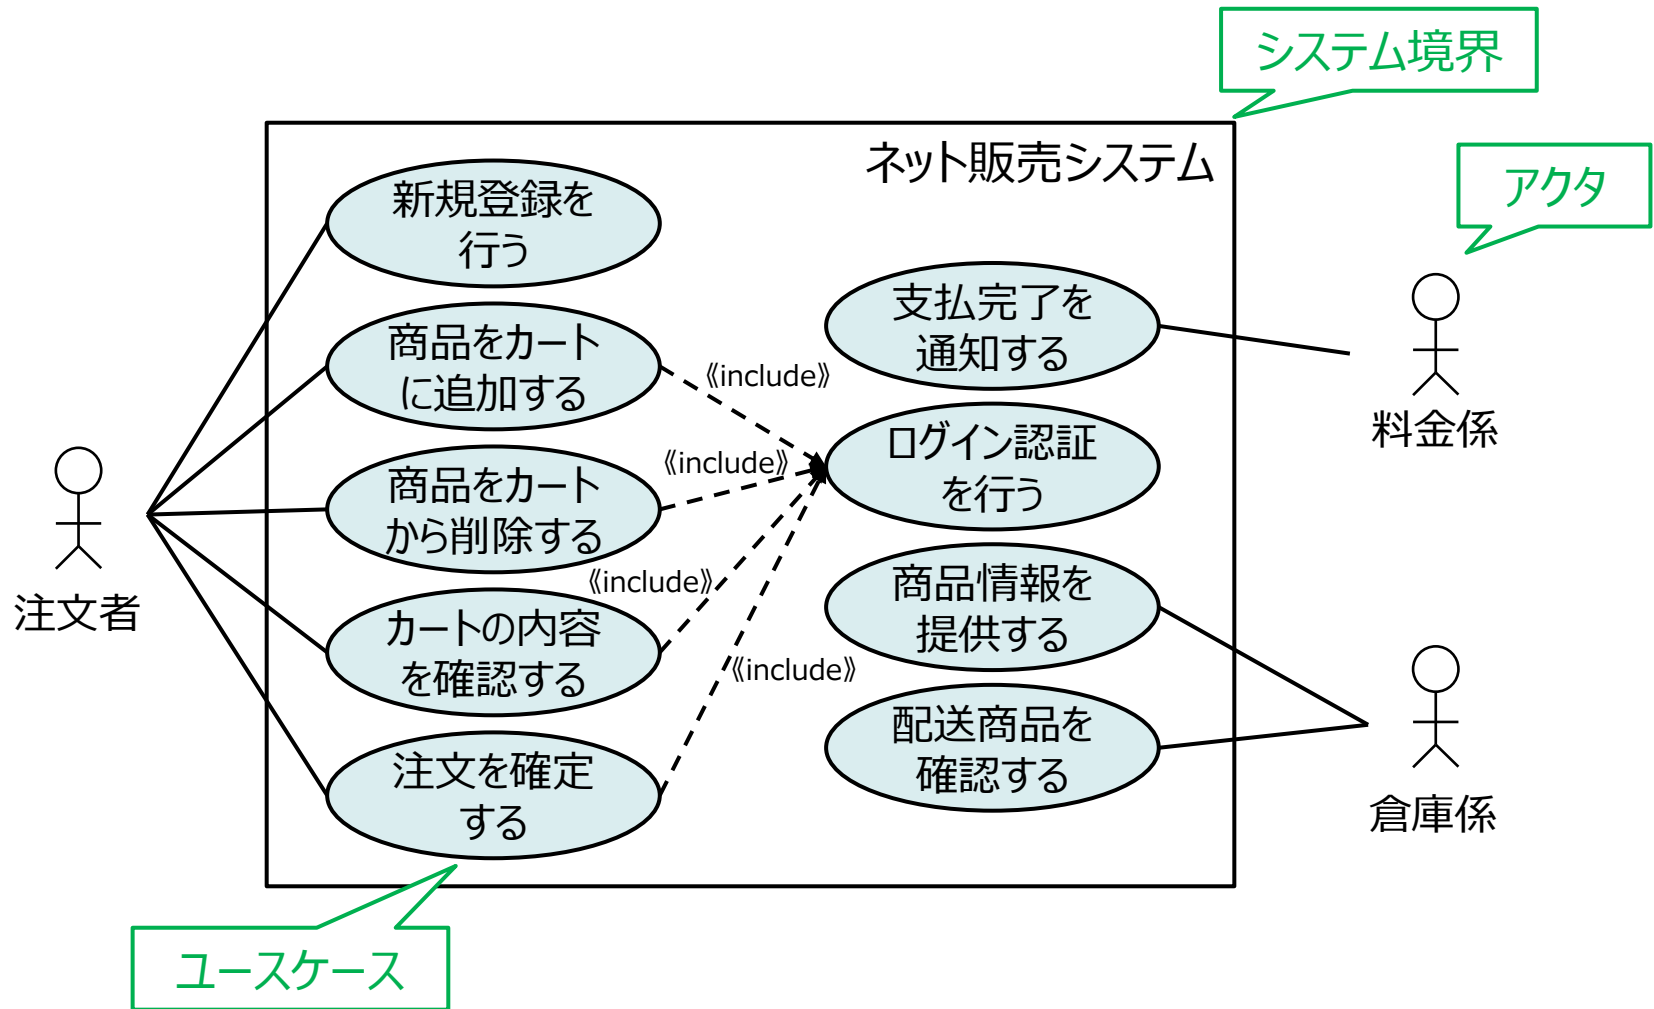 システム境界
ネット販売システム
アクタ
新規登録を
行う
商品をカート
に追加する
商品をカート
から削除する
カートの内容
を確認する
注文を確定
する
《include》
《include》
《include》
《include》
支払完了を
通知する
ログイン認証
を行う
商品情報を
提供する
配送商品を
確認する
注文者
料金係
倉庫係
ユースケース